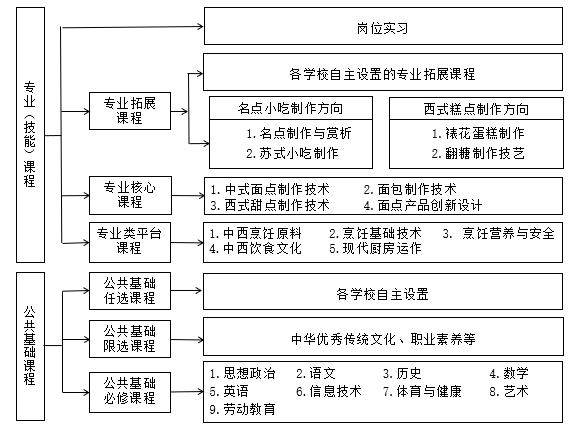 专业（技能）课程
岗位实习
专业拓展
课程
各学校自主设置的专业拓展课程
名点小吃制作方向
1.名点制作与赏析
2.苏式小吃制作
西式糕点制作方向
1.裱花蛋糕制作
2.翻糖制作技艺
专业核心
课程
1.中式面点制作技术 2.面包制作技术
3.西式甜点制作技术 4.面点产品创新设计
专业类平台
课程
1.中西烹饪原料 2.烹饪基础技术 3. 烹饪营养与安全
4.中西饮食文化 5.现代厨房运作
公共基础课程
公共基础
任选课程
各学校自主设置
公共基础
限选课程
中华优秀传统文化、职业素养等
公共基础
必修课程
1.思想政治 2.语文 3.历史 4.数学
5.英语 6.信息技术 7.体育与健康 8.艺术
9.劳动教育